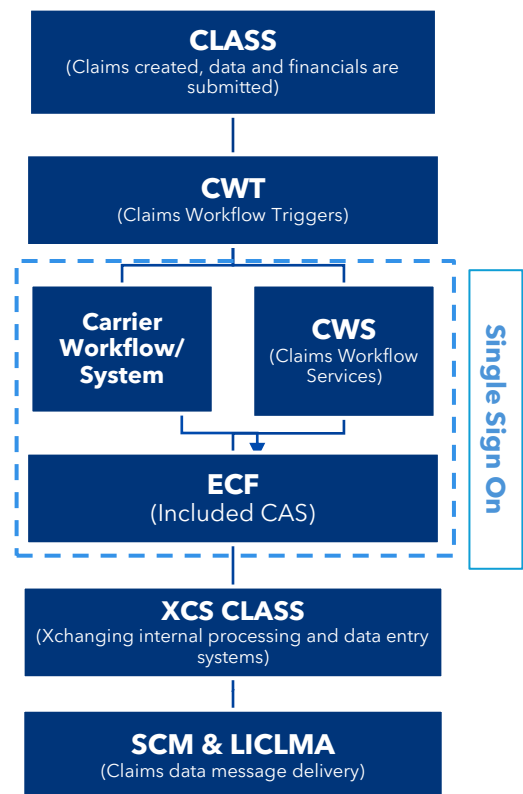 CLASS
(Claims created, data and financials are
submitted)
CWT
(Claims Workflow Triggers)
Carrier
Workflow/
System
CWS
(Claims Workflow
Services)
Single Sign On
ECF
(Included CAS)
XCS CLASS
(Xchanging internal processing and data entry
systems)
SCM & LICLMA
(Claims data message delivery)